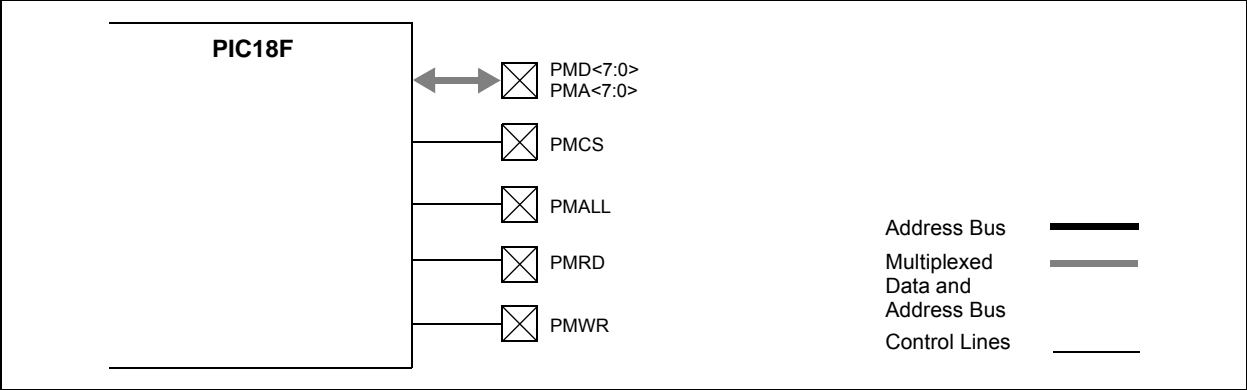 PIC18F
PMD<7:0>
PMA<7:0>
PMCS
PMALL
PMRD
PMWR
Address Bus
Multiplexed
Data and
Address Bus
Control Lines